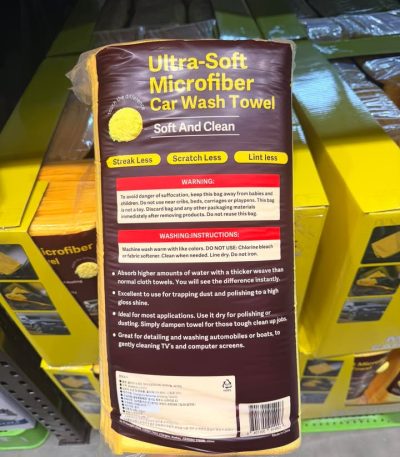 Ultra-Soft
Microfiber
Car Wash Towel
Soft And Clean
Streak Less
Scratch Less
Lint less
WARNING:
To avoid danger of suffocation, keep this bag away from babies and
children. Do not use near cribs, beds, carriages or playpens. This bag
is not a toy. Discard bag and any other packaging materials
immediately after removing products. Do not reuse this bag.
WASHING:INSTRUCTIONS:
Machine wash warm with like colors. DO NOT USE: Chlorine bleach
or fabric softener. Clean when needed. Line dry. Do not iron.
• Absorb higher amounts of water with a thicker weave than
normal cloth towels. You will see the difference instantly.
• Excellent to use for trapping dust and polishing to a high
gloss shine.
• Ideal for most applications. Use it dry for polishing or
dusting. Simply dampen towel for those tough clean up jobs.
• Great for detailing and washing automobiles or boats, to
gently cleaning TV's and computer screens.
Microfiber
Towel